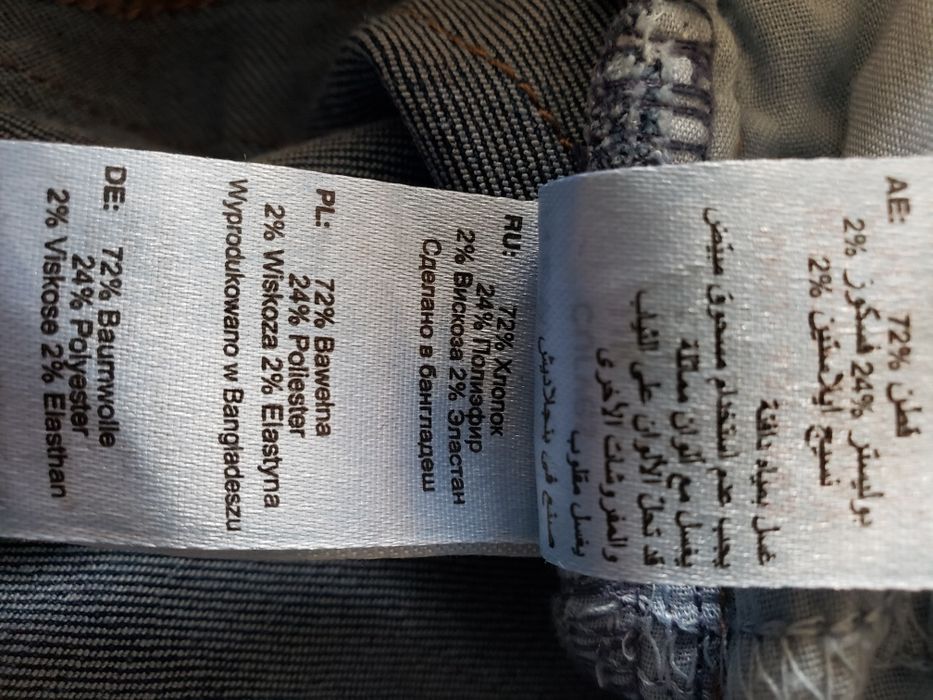 AE:
قطن 72%
بوليستر 24% فسكوز 2%
نسيج ايلاستين 2%
غسل بمياه دافئة
يجب عدم استخدام مسحوق مبيض
يغسل مع ألوان مماثلة
قد تحل الألوان على الثياب
والمفروشات الأخرى
يغسل مقلوب
صنع في بنجلاديش
RU: 72% Хлопок
24% Полиэфир
2% Вискоза 2% Эластан
Сделано в бангладеш
PL: 72% Bawełna
24% Poliester
2% Wiskoza 2% Elastyna
Wyprodukowano w Bangladeszu
DE: 72% Baumwolle
24% Polyester
2% Viskose 2% Elasthan